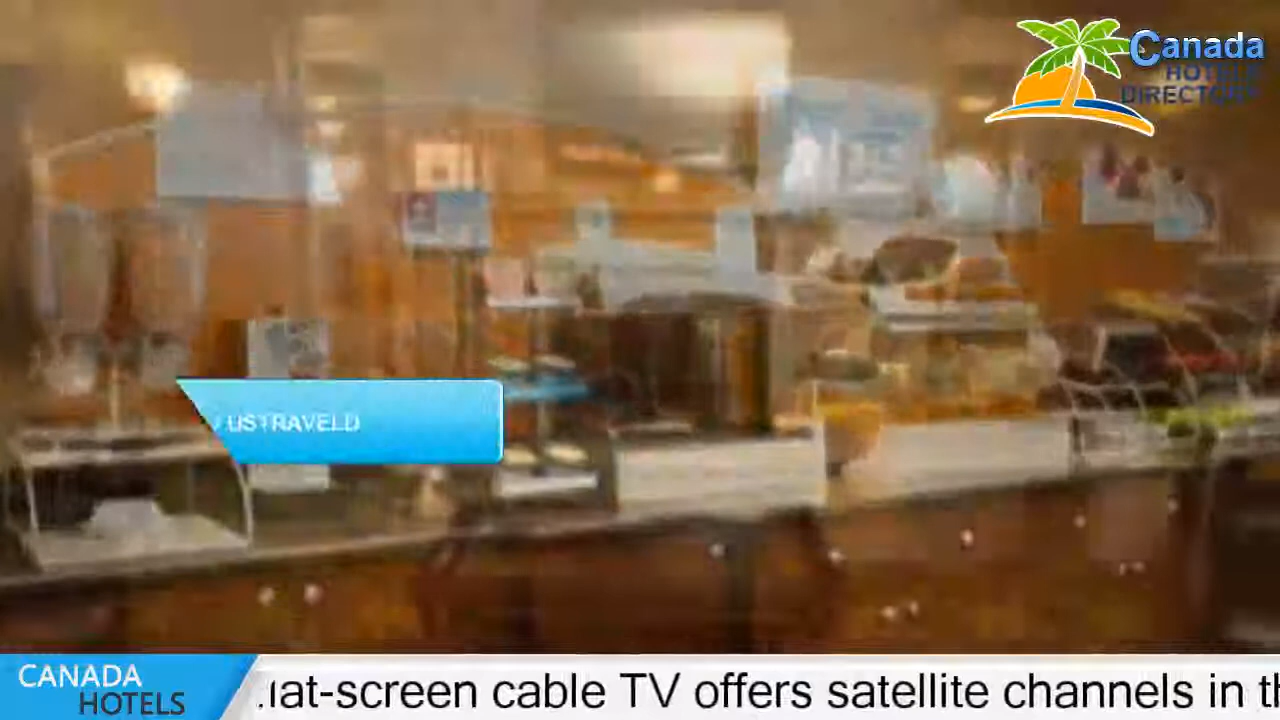 Canada
HOTELS
DIRECTORY
USTRAVELD
CANADA
HOTELS
lat-screen cable TV offers satellite channels in th